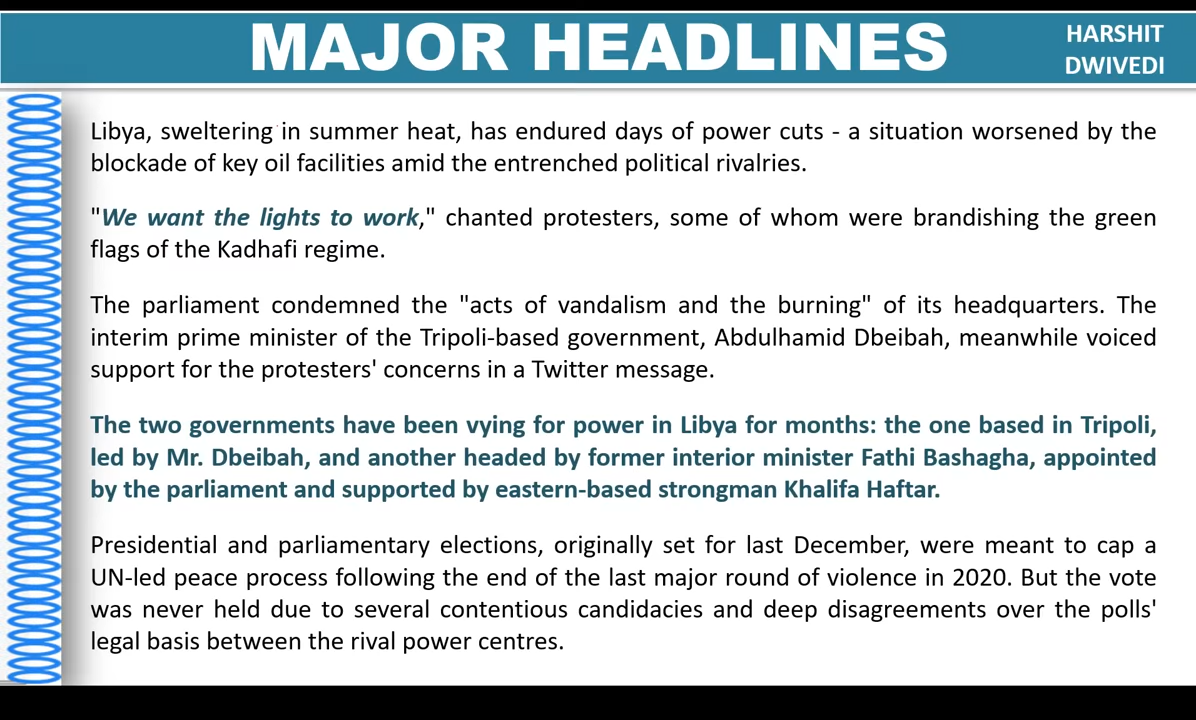 MAJOR HEADLINES
HARSHIT
DWIVEDI
Libya, sweltering in summer heat, has endured days of power cuts - a situation worsened by the
blockade of key oil facilities amid the entrenched political rivalries.
"We want the lights to work," chanted protesters, some of whom were brandishing the green
flags of the Kadhafi regime.
The parliament condemned the "acts of vandalism and the burning" of its headquarters. The
interim prime minister of the Tripoli-based government, Abdulhamid Dbeibah, meanwhile voiced
support for the protesters' concerns in a Twitter message.
The two governments have been vying for power in Libya for months: the one based in Tripoli,
led by Mr. Dbeibah, and another headed by former interior minister Fathi Bashagha, appointed
by the parliament and supported by eastern-based strongman Khalifa Haftar.
Presidential and parliamentary elections, originally set for last December, were meant to cap a
UN-led peace process following the end of the last major round of violence in 2020. But the vote
was never held due to several contentious candidacies and deep disagreements over the polls'
legal basis between the rival power centres.